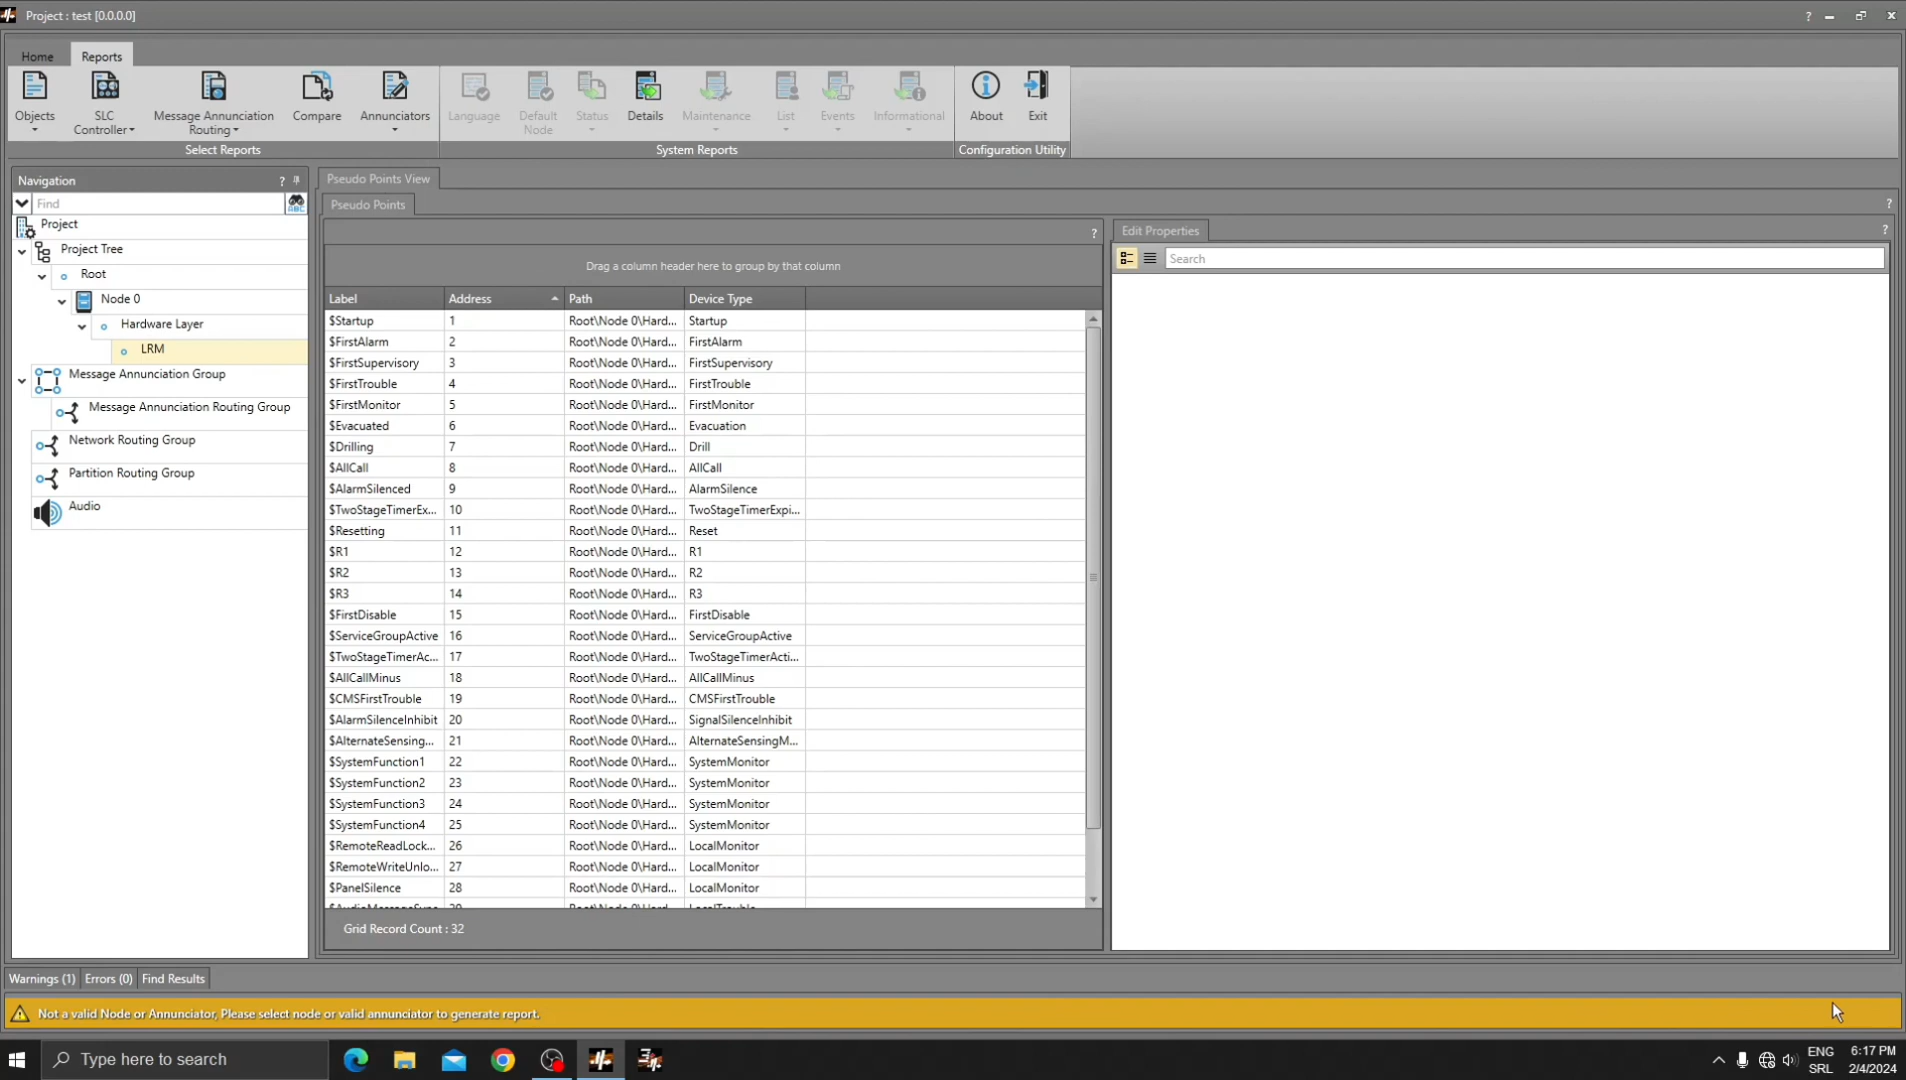 Project : test [0.0.0.0]
?
Home
Reports
Objects
SLC
Controller
Message Annunciation
Routing
Compare
Annunciators
Language
Default
Node
Status
Details
Maintenance
List
Events
Informational
About
Exit
Select Reports
System Reports
Configuration Utility
Navigation
?
Find
Project
Project Tree
Root
Node 0
Hardware Layer
LRM
Message Annunciation Group
Message Annunciation Routing Group
Network Routing Group
Partition Routing Group
Audio
Pseudo Points View
Pseudo Points
?
?
Drag a column header here to group by that column
Label Address Path Device Type
$Startup 1 Root\Node 0\Hard... Startup
$FirstAlarm 2 Root\Node 0\Hard... FirstAlarm
$FirstSupervisory 3 Root\Node 0\Hard... FirstSupervisory
$FirstTrouble 4 Root\Node 0\Hard... FirstTrouble
$FirstMonitor 5 Root\Node 0\Hard... FirstMonitor
$Evacuated 6 Root\Node 0\Hard... Evacuation
$Drilling 7 Root\Node 0\Hard... Drill
$AllCall 8 Root\Node 0\Hard... AllCall
$AlarmSilenced 9 Root\Node 0\Hard... AlarmSilence
$TwoStageTimerEx... 10 Root\Node 0\Hard... TwoStageTimerExpi...
$Resetting 11 Root\Node 0\Hard... Reset
$R1 12 Root\Node 0\Hard... R1
$R2 13 Root\Node 0\Hard... R2
$R3 14 Root\Node 0\Hard... R3
$FirstDisable 15 Root\Node 0\Hard... FirstDisable
$ServiceGroupActive 16 Root\Node 0\Hard... ServiceGroupActive
$TwoStageTimerAc... 17 Root\Node 0\Hard... TwoStageTimerActi...
$AllCallMinus 18 Root\Node 0\Hard... AllCallMinus
$CMSFirstTrouble 19 Root\Node 0\Hard... CMSFirstTrouble
$AlarmSilenceInhibit 20 Root\Node 0\Hard... SignalSilenceInhibit
$AlternateSensing... 21 Root\Node 0\Hard... AlternateSensingM...
$SystemFunction1 22 Root\Node 0\Hard... SystemMonitor
$SystemFunction2 23 Root\Node 0\Hard... SystemMonitor
$SystemFunction3 24 Root\Node 0\Hard... SystemMonitor
$SystemFunction4 25 Root\Node 0\Hard... SystemMonitor
$RemoteReadLock... 26 Root\Node 0\Hard... LocalMonitor
$RemoteWriteUnlo... 27 Root\Node 0\Hard... LocalMonitor
$PanelSilence 28 Root\Node 0\Hard... LocalMonitor
Grid Record Count : 32
Edit Properties
?
Search
Warnings (1) Errors (0) Find Results
Not a valid Node or Annunciator, Please select node or valid annunciator to generate report.
Type here to search
ENG
SRL
6:17 PM
2/4/2024